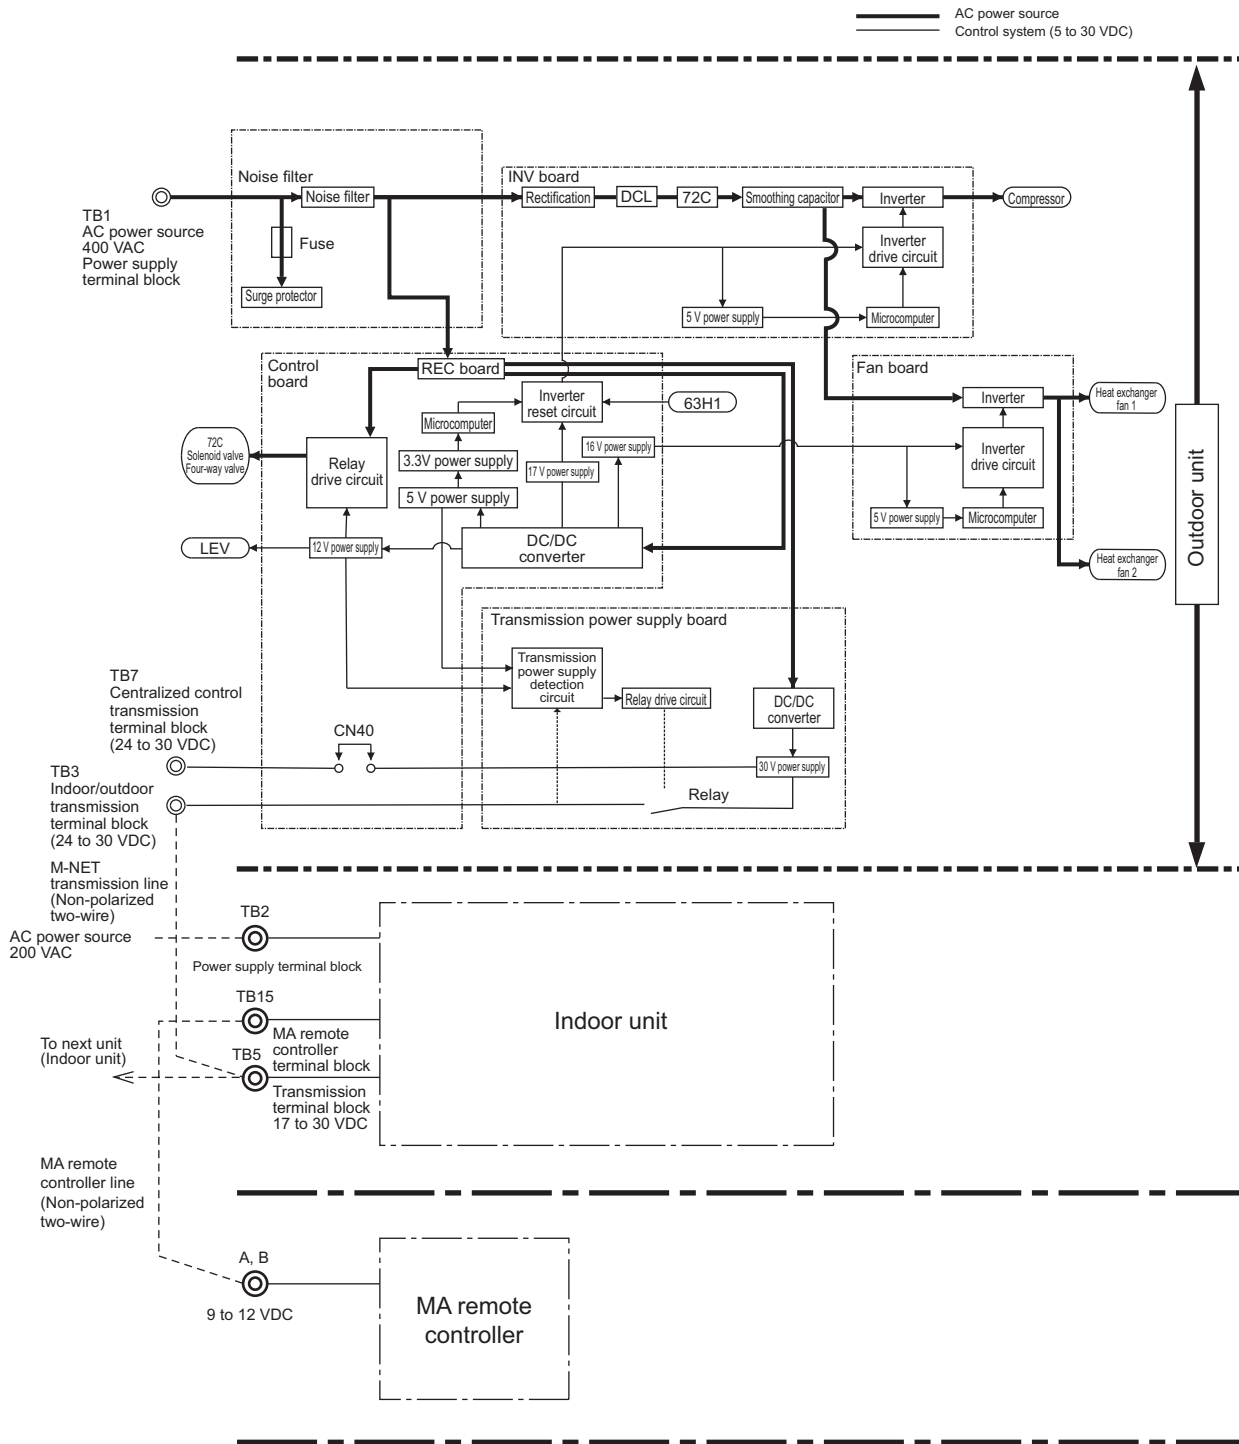 AC power source
Control system (5 to 30 VDC)
Noise filter
Noise filter
Fuse
Surge protector
TB1
AC power source
400 VAC
Power supply
terminal block
INV board
Rectification
DCL
72C
Smoothing capacitor
Inverter
Compressor
Inverter
drive circuit
5 V power supply
Microcomputer
Control
board
REC board
Inverter
reset circuit
63H1
Microcomputer
72C
Solenoid valve
Four-way valve
Relay
drive circuit
3.3V power supply
17 V power supply
16 V power supply
5 V power supply
LEV
12 V power supply
DC/DC
converter
Fan board
Inverter
Heat exchanger
fan 1
Inverter
drive circuit
5 V power supply
Microcomputer
Heat exchanger
fan 2
Outdoor unit
Transmission power supply board
Transmission
power supply
detection
circuit
Relay drive circuit
DC/DC
converter
30 V power supply
Relay
CN40
TB7
Centralized control
transmission
terminal block
(24 to 30 VDC)
TB3
Indoor/outdoor
transmission
terminal block
(24 to 30 VDC)
M-NET
transmission line
(Non-polarized
two-wire)
AC power source
200 VAC
TB2
Power supply terminal block
TB15
MA remote
controller
terminal block
To next unit
(Indoor unit)
TB5
Transmission
terminal block
17 to 30 VDC
Indoor unit
MA remote
controller line
(Non-polarized
two-wire)
A, B
9 to 12 VDC
MA remote
controller